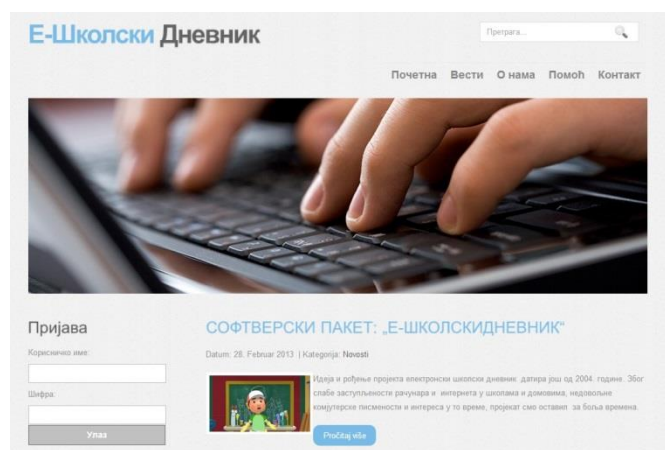 Е-Школски Дневник
Претрага...
Почетна Вести О нама Помоћ Контакт
Пријава
Корисничко име:
Шифра:
Улаз
СОФТВЕРСКИ ПАКЕТ: „Е-ШКОЛСКИДНЕВНИК“
Datum: 28. Februar 2013 | Kategorija: Novosti
Идеја и рођење пројекта електронски школски дневник датира још од 2004. године. Због
слабе заступљености рачунара и интернета у школама и домовима, недовољне
комјутерске писмености и интереса у то време, пројекат смо оставил за боља времена.
Pročitaj više